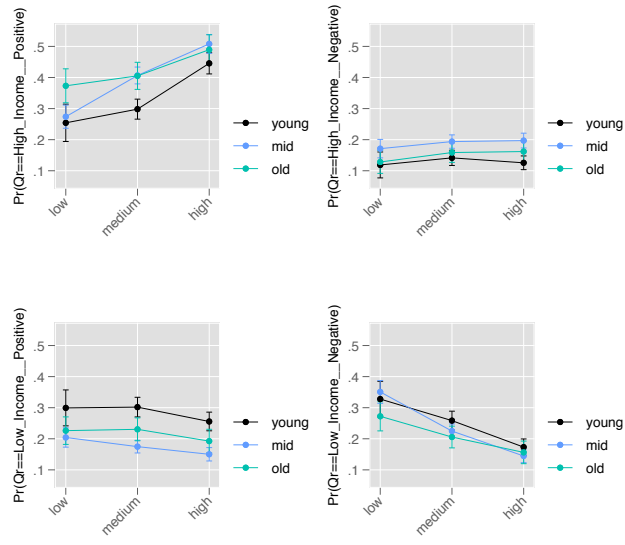 Pr(Qr==High_Income__Positive)
.5
.4
.3
.2
.1
low
medium
high
young
mid
old
Pr(Qr==High_Income__Negative)
.5
.4
.3
.2
.1
low
medium
high
young
mid
old
Pr(Qr==Low_Income__Positive)
.5
.4
.3
.2
.1
low
medium
high
young
mid
old
Pr(Qr==Low_Income__Negative)
.5
.4
.3
.2
.1
low
medium
high
young
mid
old